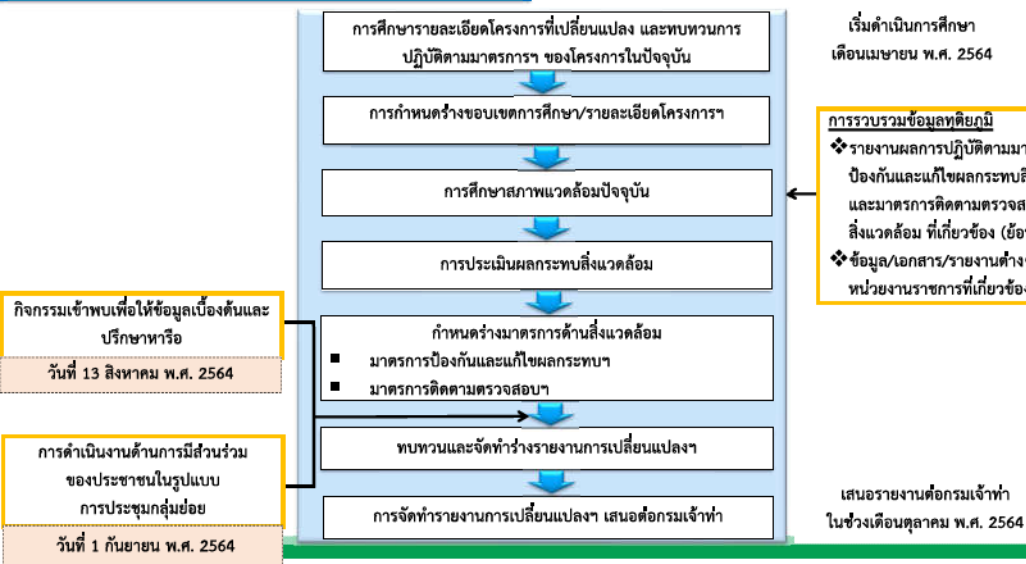 การศึกษารายละเอียดโครงการที่เปลี่ยนแปลง และทบทวนการ
ปฏิบัติตามมาตรการฯ ของโครงการในปัจจุบัน
เริ่มดำเนินการศึกษา
เดือนเมษายน พ.ศ. 2564
การกำหนดร่างขอบเขตการศึกษา/รายละเอียดโครงการฯ
การศึกษาสภาพแวดล้อมปัจจุบัน
การรวบรวมข้อมูลทุติยภูมิ
❖รายงานผลการปฏิบัติตามมา
ป้องกันและแก้ไขผลกระทบสิ
และมาตรการติดตามตรวจส
สิ่งแวดล้อม ที่เกี่ยวข้อง (ย้อ
❖ข้อมูล/เอกสาร/รายงานต่าง
หน่วยงานราชการที่เกี่ยวข้อง
การประเมินผลกระทบสิ่งแวดล้อม
กิจกรรมเข้าพบเพื่อให้ข้อมูลเบื้องต้นและ
ปรึกษาหารือ
วันที่ 13 สิงหาคม พ.ศ. 2564
กำหนดร่างมาตรการด้านสิ่งแวดล้อม
▪ มาตรการป้องกันและแก้ไขผลกระทบฯ
▪ มาตรการติดตามตรวจสอบฯ
การดำเนินงานด้านการมีส่วนร่วม
ของประชาชนในรูปแบบ
การประชุมกลุ่มย่อย
วันที่ 1 กันยายน พ.ศ. 2564
ทบทวนและจัดทำร่างรายงานการเปลี่ยนแปลงฯ
การจัดทำรายงานการเปลี่ยนแปลงฯ เสนอต่อกรมเจ้าท่า
เสนอรายงานต่อกรมเจ้าท่า
ในช่วงเดือนตุลาคม พ.ศ. 2564